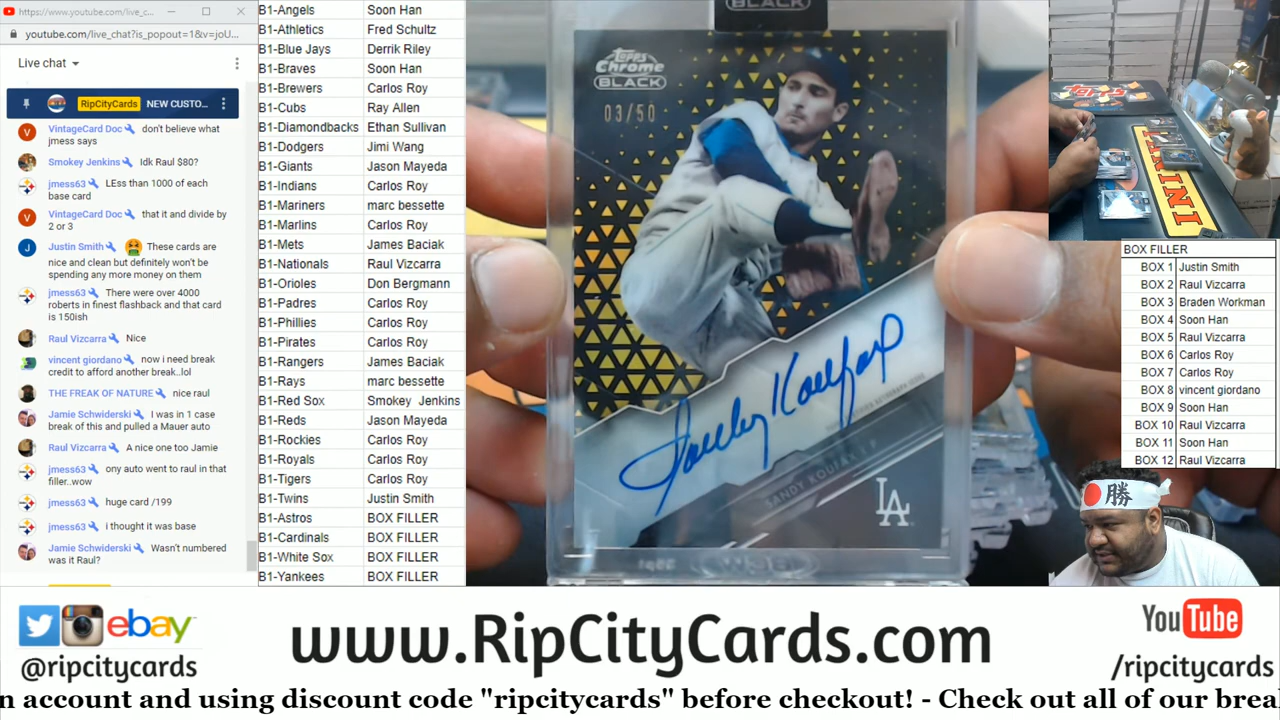 https://www.youtube.com/live_c...
youtube.com/live_chat?is_popout=1&v=joU...
Live chat
RipCityCards NEW CUSTO...
VintageCard Doc don't believe what
jmess says
Smokey Jenkins Idk Raul $80?
jmess63 LEss than 1000 of each
base card
VintageCard Doc that it and divide by
2 or 3
Justin Smith These cards are
nice and clean but definitely won't be
spending any more money on them
jmess63 There were over 4000
roberts in finest flashback and that card
is 150ish
Raul Vizcarra Nice
vincent giordano now i need break
credit to afford another break..lol
THE FREAK OF NATURE nice raul
Jamie Schwiderski I was in 1 case
break of this and pulled a Mauer auto
Raul Vizcarra A nice one too Jamie
jmess63 ony auto went to raul in that
filler..wow
jmess63 huge card /199
jmess63 i thought it was base
Jamie Schwiderski Wasn't numbered
was it Raul?
B1-Angels Soon Han
B1-Athletics Fred Schultz
B1-Blue Jays Derrik Riley
B1-Braves Soon Han
B1-Brewers Carlos Roy
B1-Cubs Ray Allen
B1-Diamondbacks Ethan Sullivan
B1-Dodgers Jimi Wang
B1-Giants Jason Mayeda
B1-Indians Carlos Roy
B1-Mariners marc bessette
B1-Marlins Carlos Roy
B1-Mets James Baciak
B1-Nationals Raul Vizcarra
B1-Orioles Don Bergmann
B1-Padres Carlos Roy
B1-Phillies Carlos Roy
B1-Pirates Carlos Roy
B1-Rangers James Baciak
B1-Rays marc bessette
B1-Red Sox Smokey Jenkins
B1-Reds Jason Mayeda
B1-Rockies Carlos Roy
B1-Royals Carlos Roy
B1-Tigers Carlos Roy
B1-Twins Justin Smith
B1-Astros BOX FILLER
B1-Cardinals BOX FILLER
B1-White Sox BOX FILLER
B1-Yankees BOX FILLER
BLACK
Topps
Chrome
BLACK
03/50
Sandy Koufax
SANDY KOUFAX
LA
PANINI
BOX FILLER
BOX 1 Justin Smith
BOX 2 Raul Vizcarra
BOX 3 Braden Workman
BOX 4 Soon Han
BOX 5 Raul Vizcarra
BOX 6 Carlos Roy
BOX 7 Carlos Roy
BOX 8 vincent giordano
BOX 9 Soon Han
BOX 10 Raul Vizcarra
BOX 11 Soon Han
BOX 12 Raul Vizcarra
勝
ebay
@ripcitycards
www.RipCityCards.com
YouTube
/ripcitycards
n account and using discount code "ripcitycards" before checkout! - Check out all of our brea